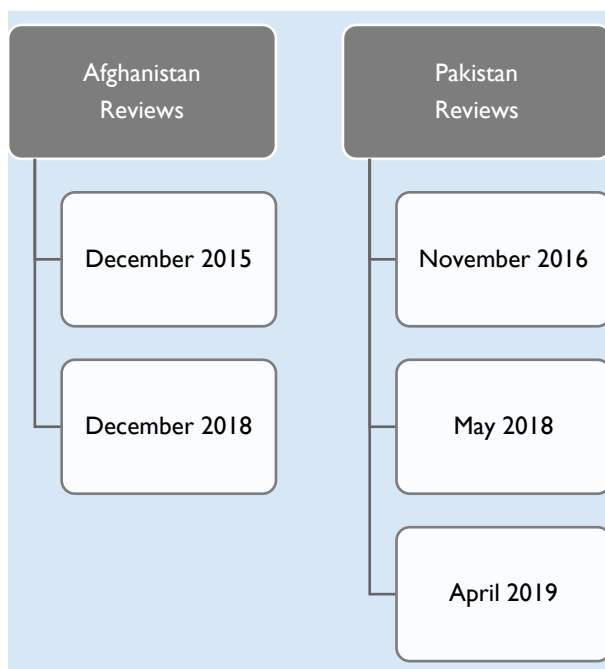 Afghanistan
Reviews
December 2015
December 2018
Pakistan
Reviews
November 2016
May 2018
April 2019